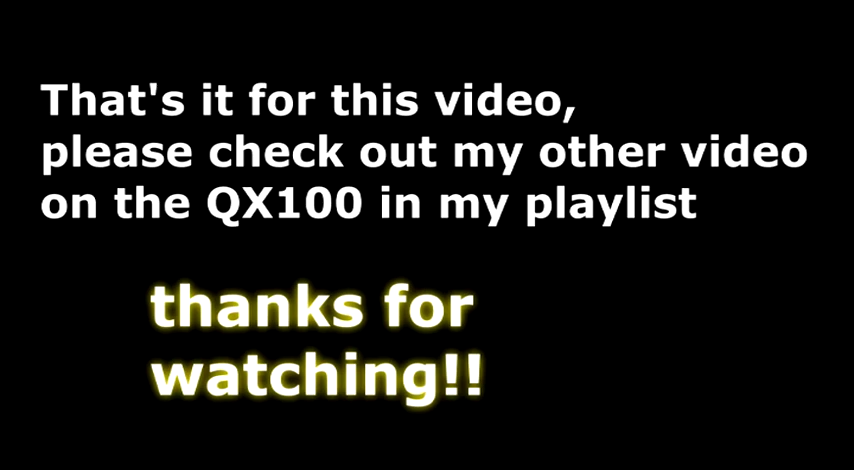 That's it for this video,
please check out my other video
on the QX100 in my playlist
thanks for
watching!!